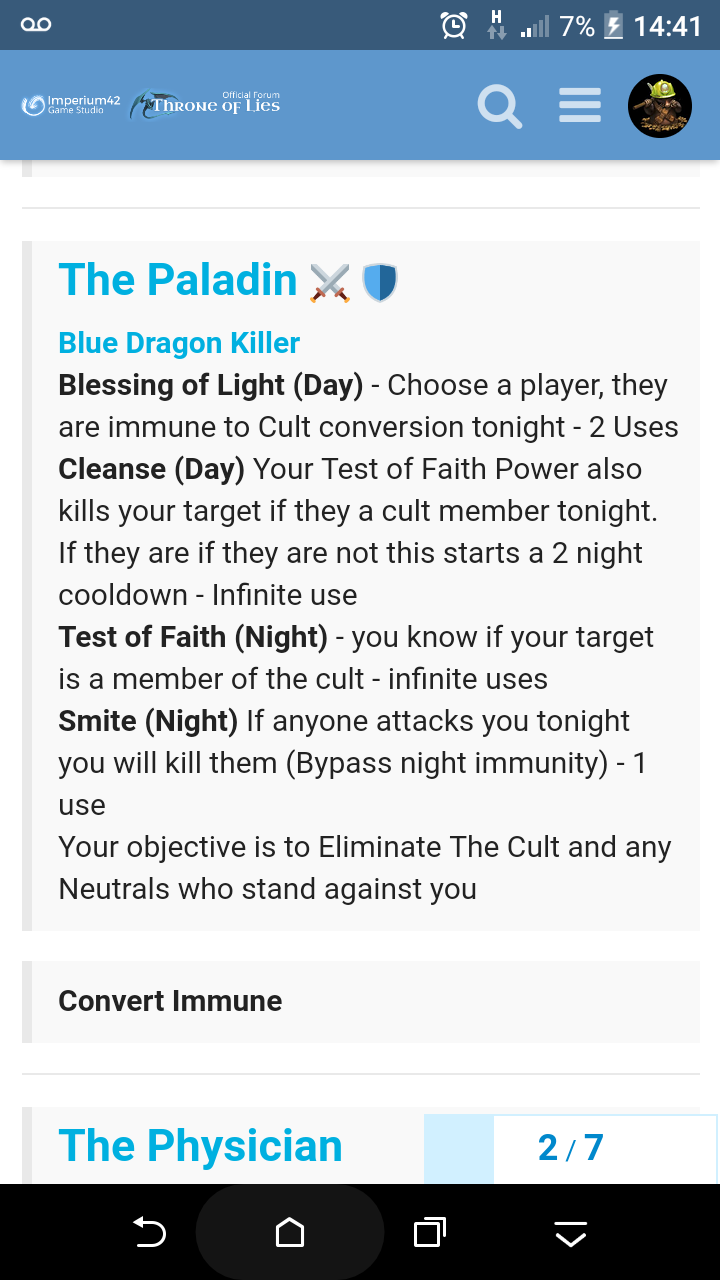 H 7% 14:41
Imperium42 Game Studio
Official Forum
Throne of Lies
The Paladin
Blue Dragon Killer
Blessing of Light (Day) - Choose a player, they
are immune to Cult conversion tonight - 2 Uses
Cleanse (Day) Your Test of Faith Power also
kills your target if they a cult member tonight.
If they are if they are not this starts a 2 night
cooldown - Infinite use
Test of Faith (Night) - you know if your target
is a member of the cult - infinite uses
Smite (Night) If anyone attacks you tonight
you will kill them (Bypass night immunity) - 1
use
Your objective is to Eliminate The Cult and any
Neutrals who stand against you
Convert Immune
The Physician
2 / 7